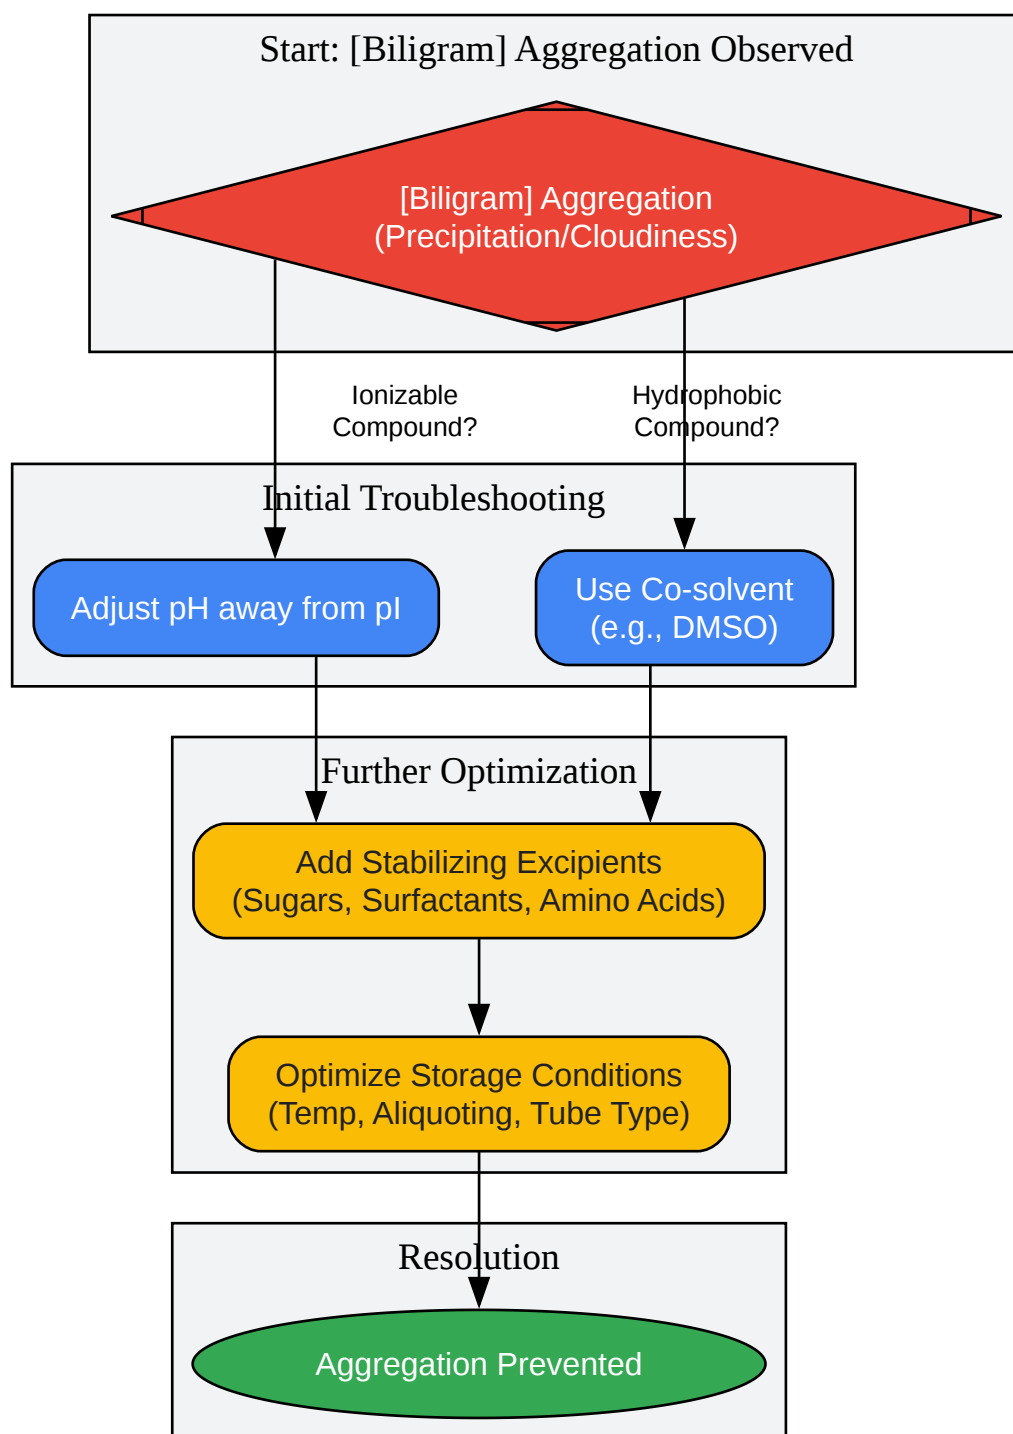 Start: [Biligram] Aggregation Observed
[Biligram] Aggregation
(Precipitation/Cloudiness)
Ionizable
Compound?
Hydrophobic
Compound?
Initial Troubleshooting
Adjust pH away from pI
Use Co-solvent
(e.g., DMSO)
Further Optimization
Add Stabilizing Excipients
(Sugars, Surfactants, Amino Acids)
Optimize Storage Conditions
(Temp, Aliquoting, Tube Type)
Resolution
Aggregation Prevented